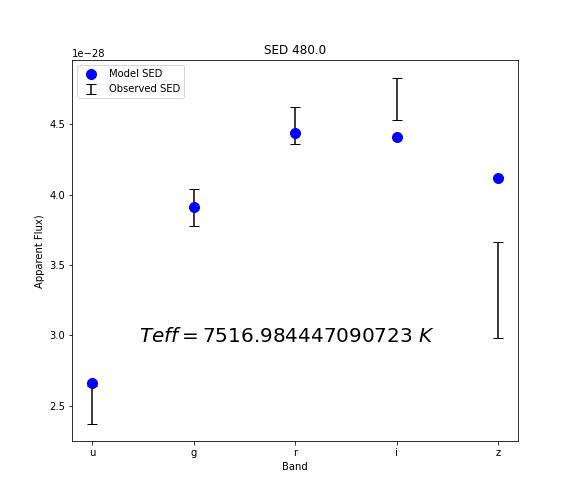 SED 480.0
1e−28
Model SED
Observed SED
4.5
4.0
3.5
3.0
2.5
Apparent Flux)
Teff = 7516.984447090723 K
u g r i z
Band